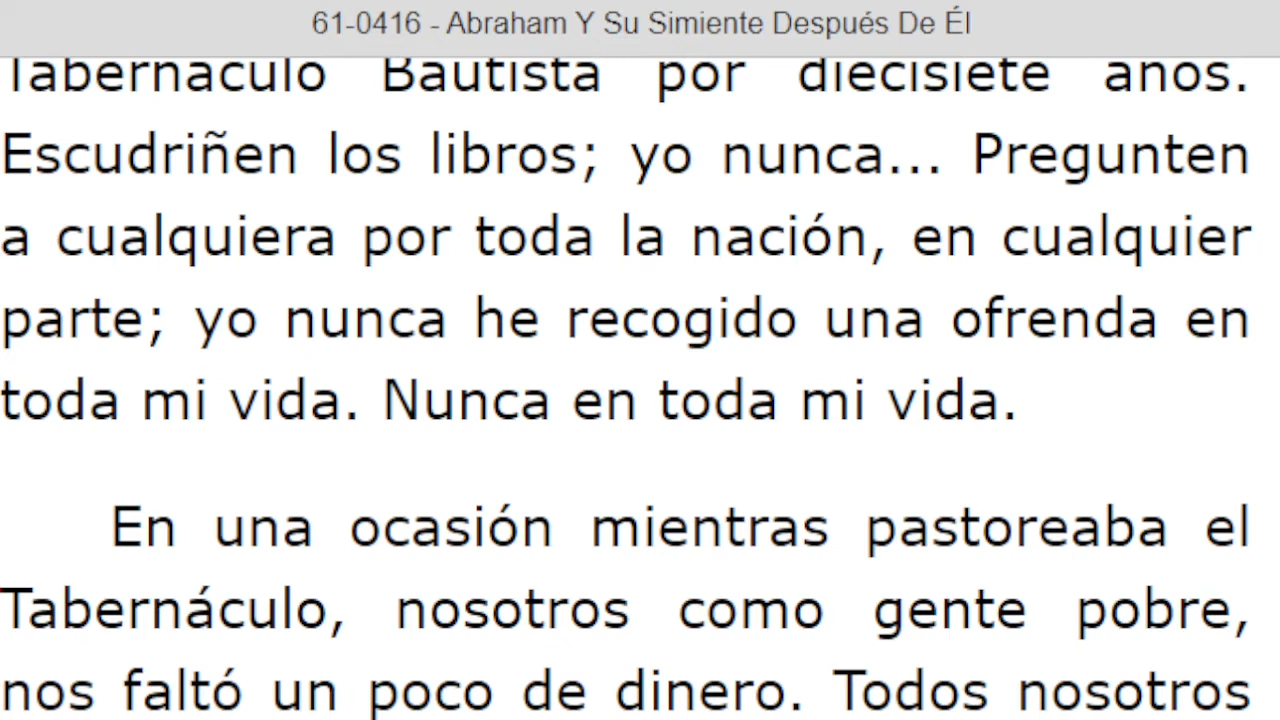 61-0416 - Abraham Y Su Simiente Después De Él
Tabernáculo Bautista por diecisiete años.
Escudriñen los libros; yo nunca... Pregunten
a cualquiera por toda la nación, en cualquier
parte; yo nunca he recogido una ofrenda en
toda mi vida. Nunca en toda mi vida.
En una ocasión mientras pastoreaba el
Tabernáculo, nosotros como gente pobre,
nos faltó un poco de dinero. Todos nosotros